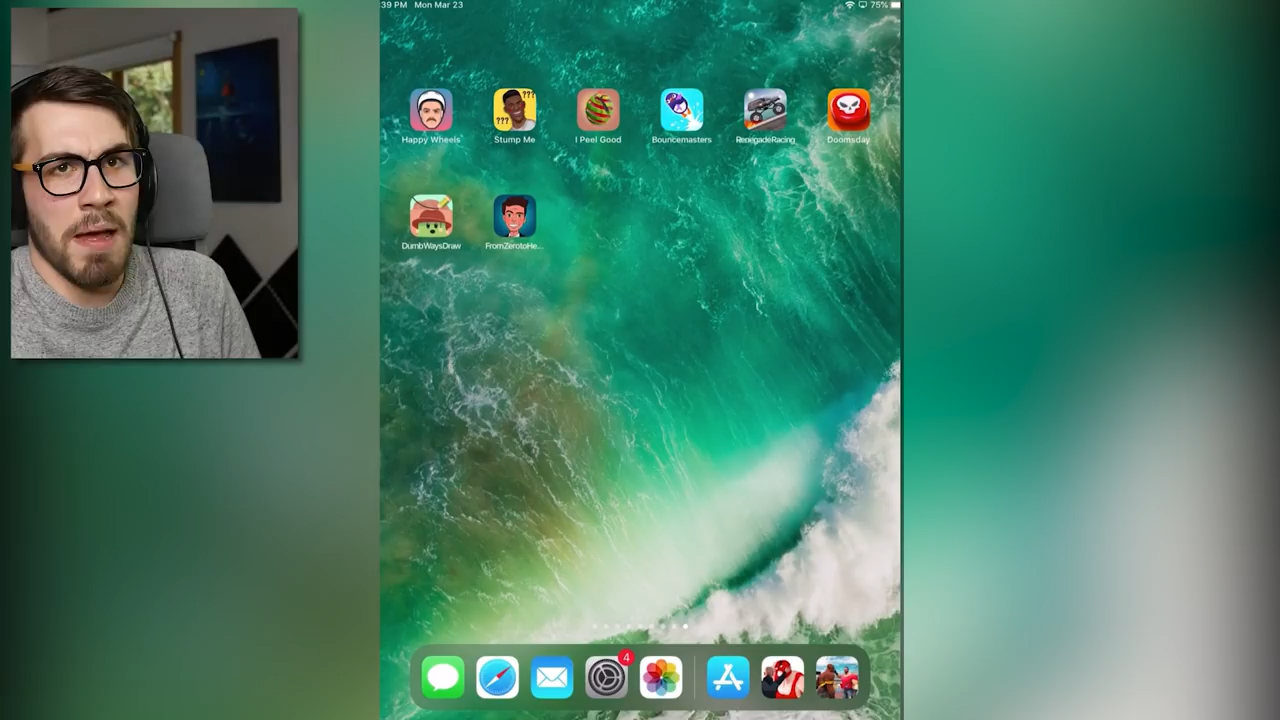 39 PM Mon Mar 23 75%
??? ???
Happy Wheels Stump Me I Peel Good Bouncemasters RenegadeRacing Doomsday
DumbWaysDraw FromZerotoHe...
4